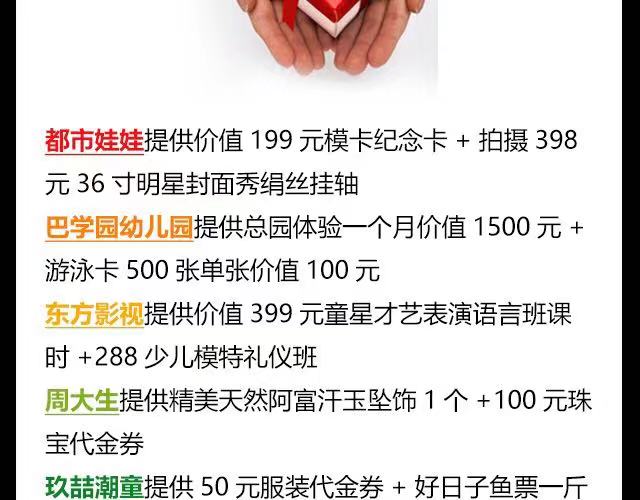 都市娃娃提供价值 199 元模卡纪念卡 + 拍摄 398
元 36 寸明星封面秀绢丝挂轴
巴学园幼儿园提供总园体验一个月价值 1500 元 +
游泳卡 500 张单张价值 100 元
东方影视提供价值 399 元童星才艺表演语言班课
时 +288 少儿模特礼仪班
周大生提供精美天然阿富汗玉坠饰 1 个 +100 元珠
宝代金券
玖喆潮童提供 50 元服装代金券 + 好日子鱼票一斤